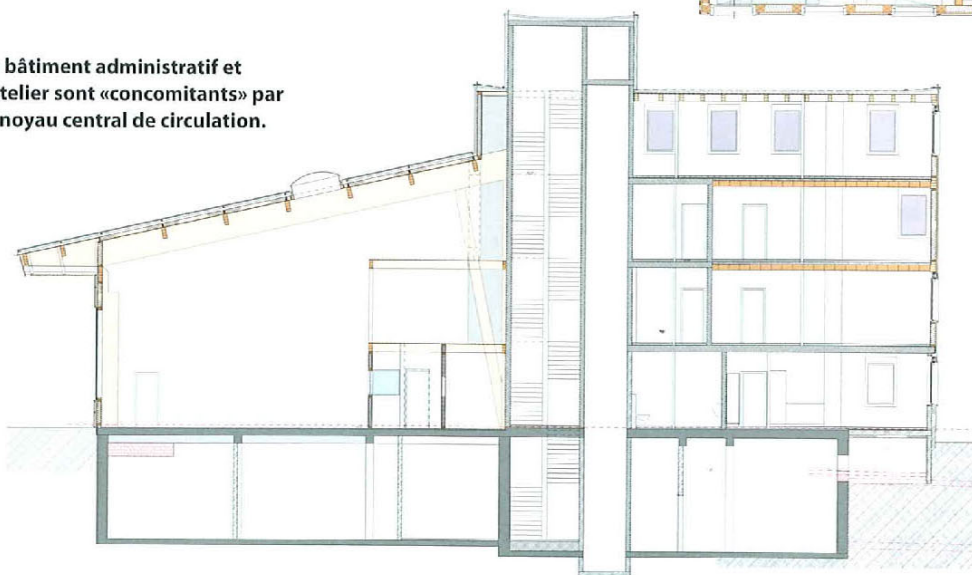 bâtiment administratif et
telier sont «concomitants» par
noyau central de circulation.